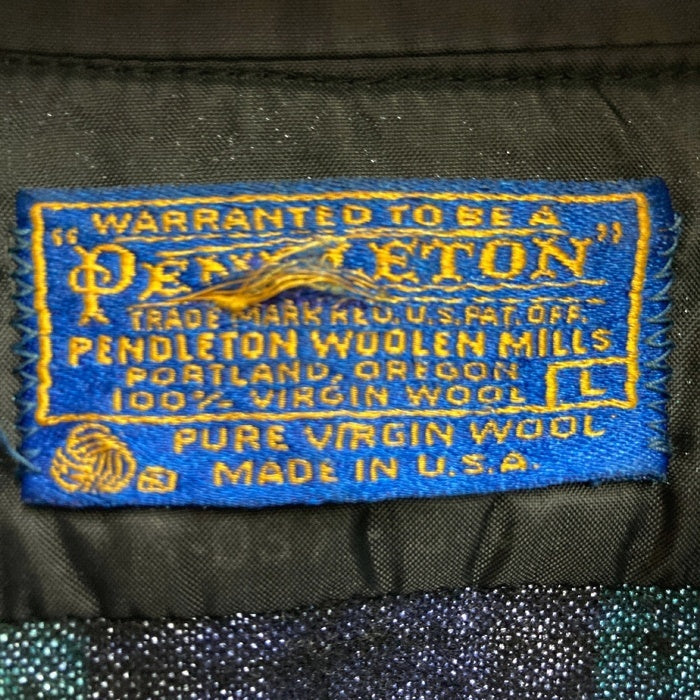 WARRANTED TO BE A
"PENDLETON"
TRADE MARK REG. U.S. PAT. OFF.
PENDLETON WOOLEN MILLS
PORTLAND, OREGON
100% VIRGIN WOOL L
PURE VIRGIN WOOL
MADE IN U.S.A.